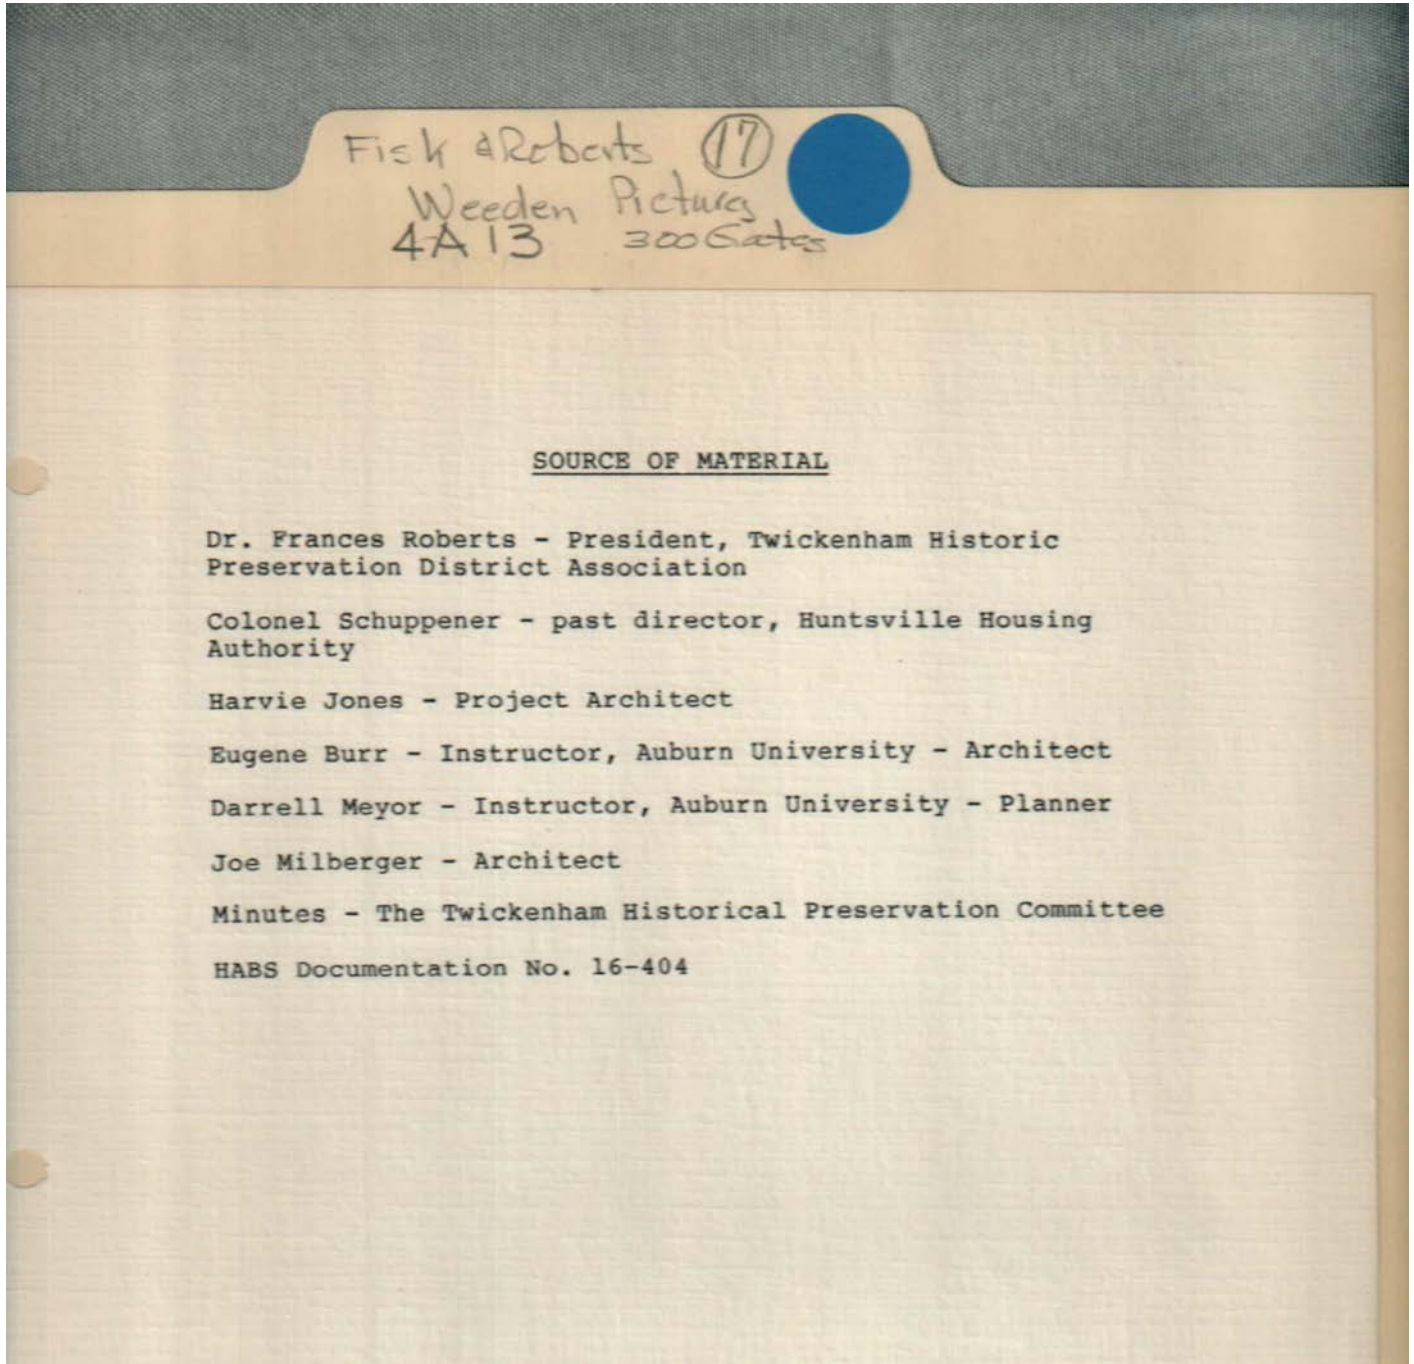 Fisk & Roberts 17
Weeden Pictures
4A13 300 Gates
SOURCE OF MATERIAL
Dr. Frances Roberts - President, Twickenham Historic
Preservation District Association
Colonel Schuppener - past director, Huntsville Housing
Authority
Harvie Jones - Project Architect
Eugene Burr - Instructor, Auburn University - Architect
Darrell Meyor - Instructor, Auburn University - Planner
Joe Milberger - Architect
Minutes - The Twickenham Historical Preservation Committee
HABS Documentation No. 16-404